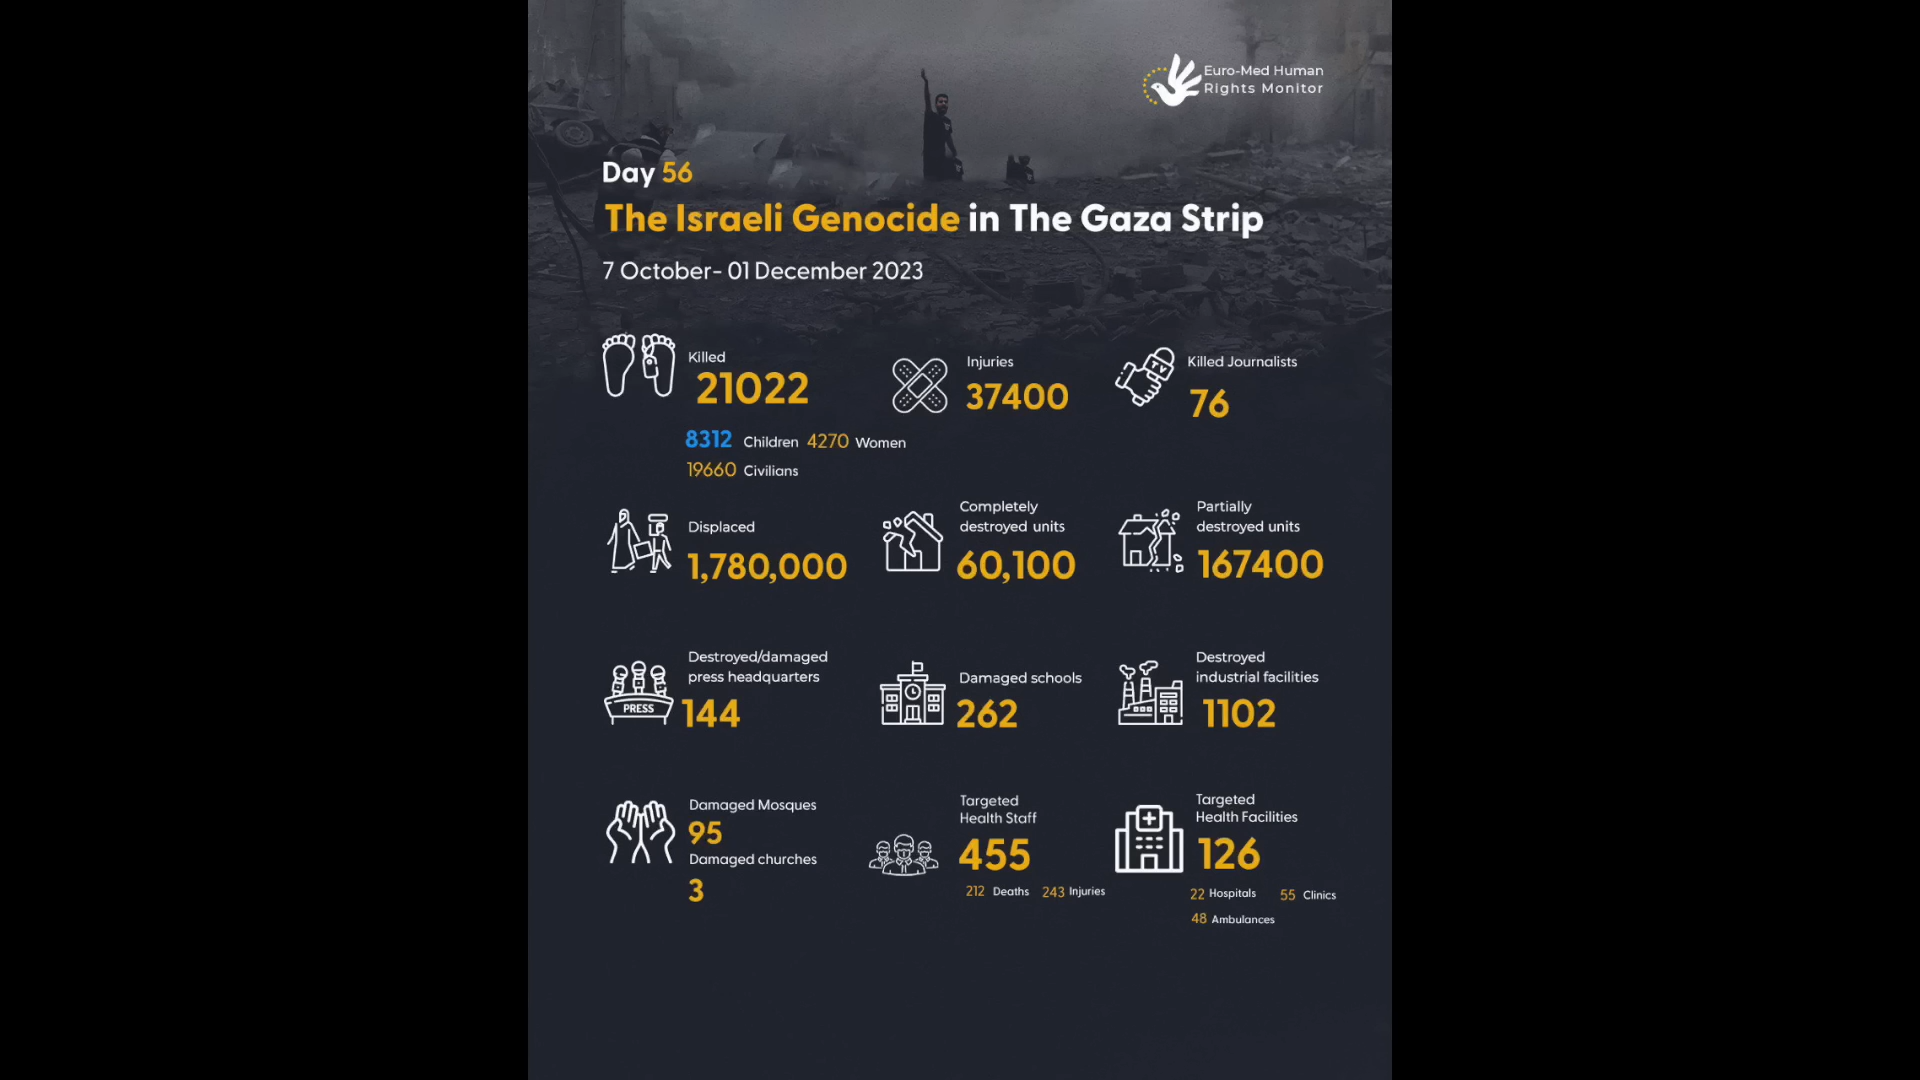 Euro-Med Human
Rights Monitor
Day 56
The Israeli Genocide in The Gaza Strip
7 October- 01 December 2023
Killed
21022
8312 Children 4270 Women
19660 Civilians
Injuries
37400
Killed Journalists
76
TV
Displaced
1,780,000
Completely
destroyed units
60,100
Partially
destroyed units
167400
Destroyed/damaged
press headquarters
PRESS
144
Damaged schools
262
Destroyed
industrial facilities
1102
Damaged Mosques
95
Damaged churches
3
Targeted
Health Staff
455
212 Deaths 243 Injuries
Targeted
Health Facilities
126
22 Hospitals 55 Clinics
48 Ambulances